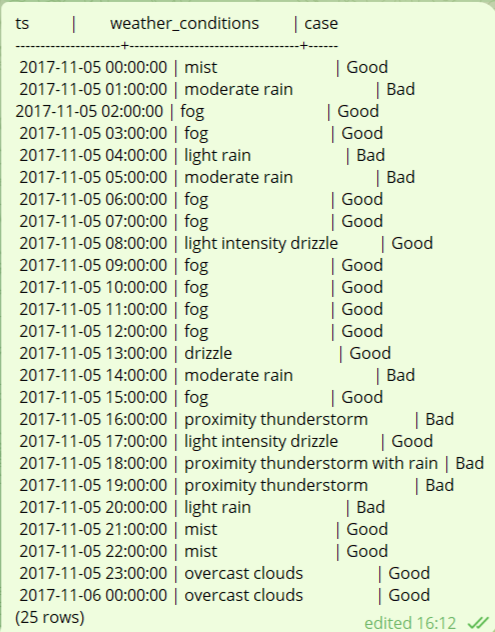 ts | weather_conditions | case
---------------------+----------------------------------+------
2017-11-05 00:00:00 | mist | Good
2017-11-05 01:00:00 | moderate rain | Bad
2017-11-05 02:00:00 | fog | Good
2017-11-05 03:00:00 | fog | Good
2017-11-05 04:00:00 | light rain | Bad
2017-11-05 05:00:00 | moderate rain | Bad
2017-11-05 06:00:00 | fog | Good
2017-11-05 07:00:00 | fog | Good
2017-11-05 08:00:00 | light intensity drizzle | Good
2017-11-05 09:00:00 | fog | Good
2017-11-05 10:00:00 | fog | Good
2017-11-05 11:00:00 | fog | Good
2017-11-05 12:00:00 | fog | Good
2017-11-05 13:00:00 | drizzle | Good
2017-11-05 14:00:00 | moderate rain | Bad
2017-11-05 15:00:00 | fog | Good
2017-11-05 16:00:00 | proximity thunderstorm | Bad
2017-11-05 17:00:00 | light intensity drizzle | Good
2017-11-05 18:00:00 | proximity thunderstorm with rain | Bad
2017-11-05 19:00:00 | proximity thunderstorm | Bad
2017-11-05 20:00:00 | light rain | Bad
2017-11-05 21:00:00 | mist | Good
2017-11-05 22:00:00 | mist | Good
2017-11-05 23:00:00 | overcast clouds | Good
2017-11-06 00:00:00 | overcast clouds | Good
(25 rows)
edited 16:12